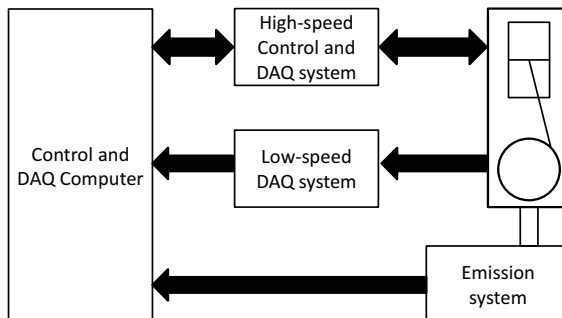 High-speed
Control and
DAQ system
Control and
DAQ Computer
Low-speed
DAQ system
Emission
system